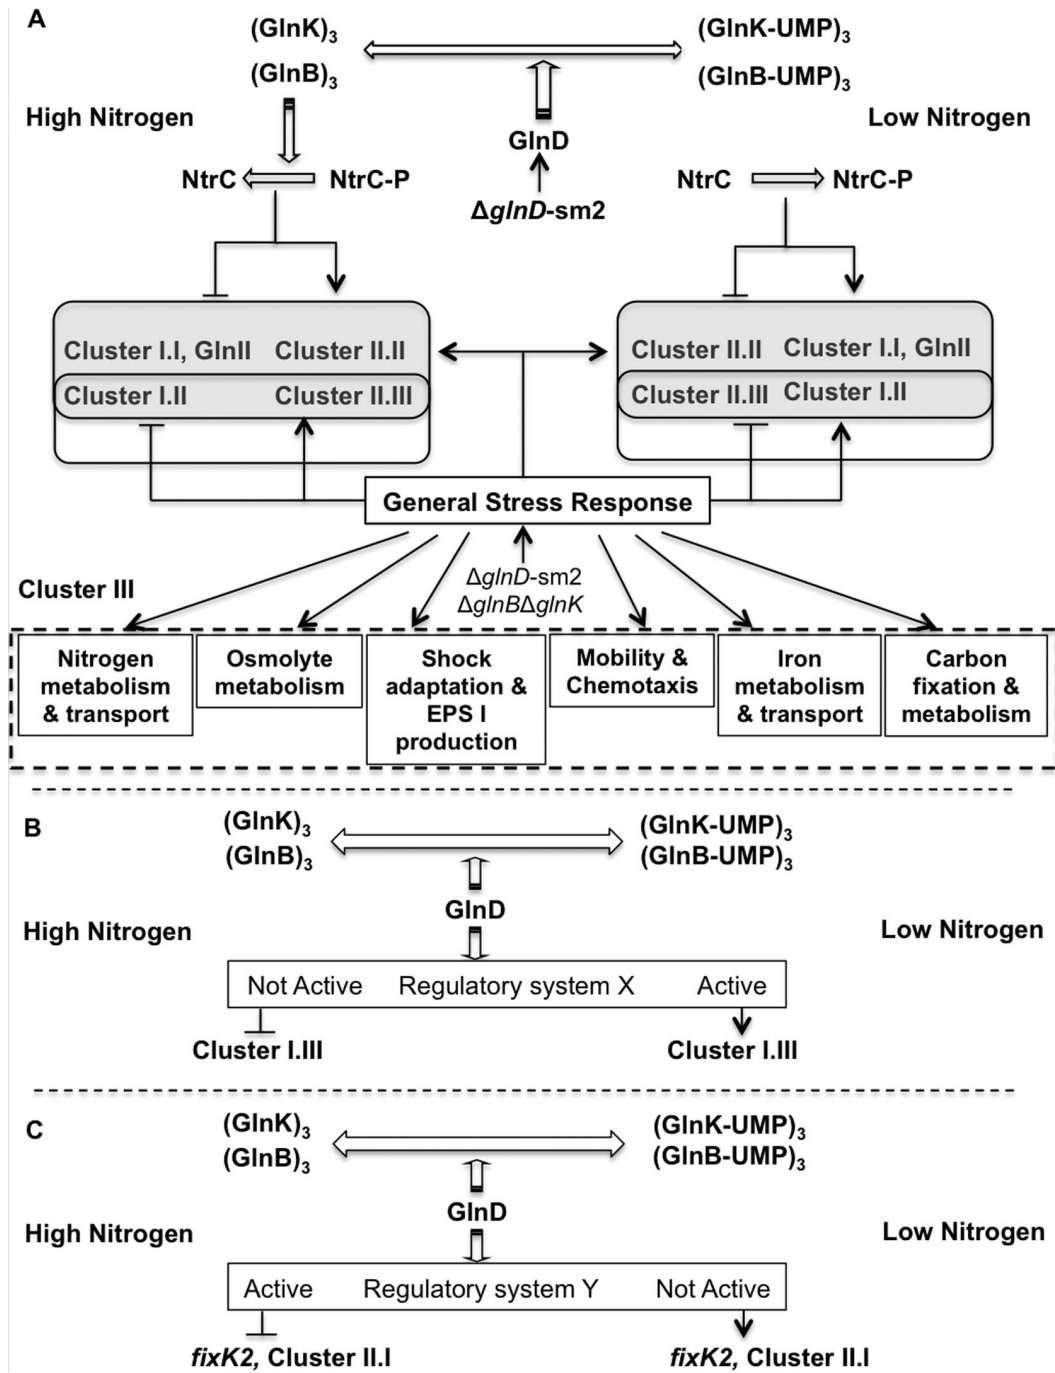 A
(GlnK)3
(GlnK-UMP)3
(GlnB)3
(GlnB-UMP)3
High Nitrogen
Low Nitrogen
GlnD
NtrC NtrC-P
NtrC NtrC-P
ΔglnD-sm2
Cluster I.I, GlnII Cluster II.II
Cluster II.II Cluster I.I, GlnII
Cluster I.II Cluster II.III
Cluster II.III Cluster I.II
General Stress Response
ΔglnD-sm2
ΔglnBΔglnK
Cluster III
Nitrogen
metabolism
& transport
Osmolyte
metabolism
Shock
adaptation &
EPS I
production
Mobility &
Chemotaxis
Iron
metabolism
& transport
Carbon
fixation &
metabolism
B
(GlnK)3
(GlnK-UMP)3
(GlnB)3
(GlnB-UMP)3
GlnD
High Nitrogen
Low Nitrogen
Not Active Regulatory system X Active
Cluster I.III
Cluster I.III
C
(GlnK)3
(GlnK-UMP)3
(GlnB)3
(GlnB-UMP)3
GlnD
High Nitrogen
Low Nitrogen
Active Regulatory system Y Not Active
fixK2, Cluster II.I
fixK2, Cluster II.I